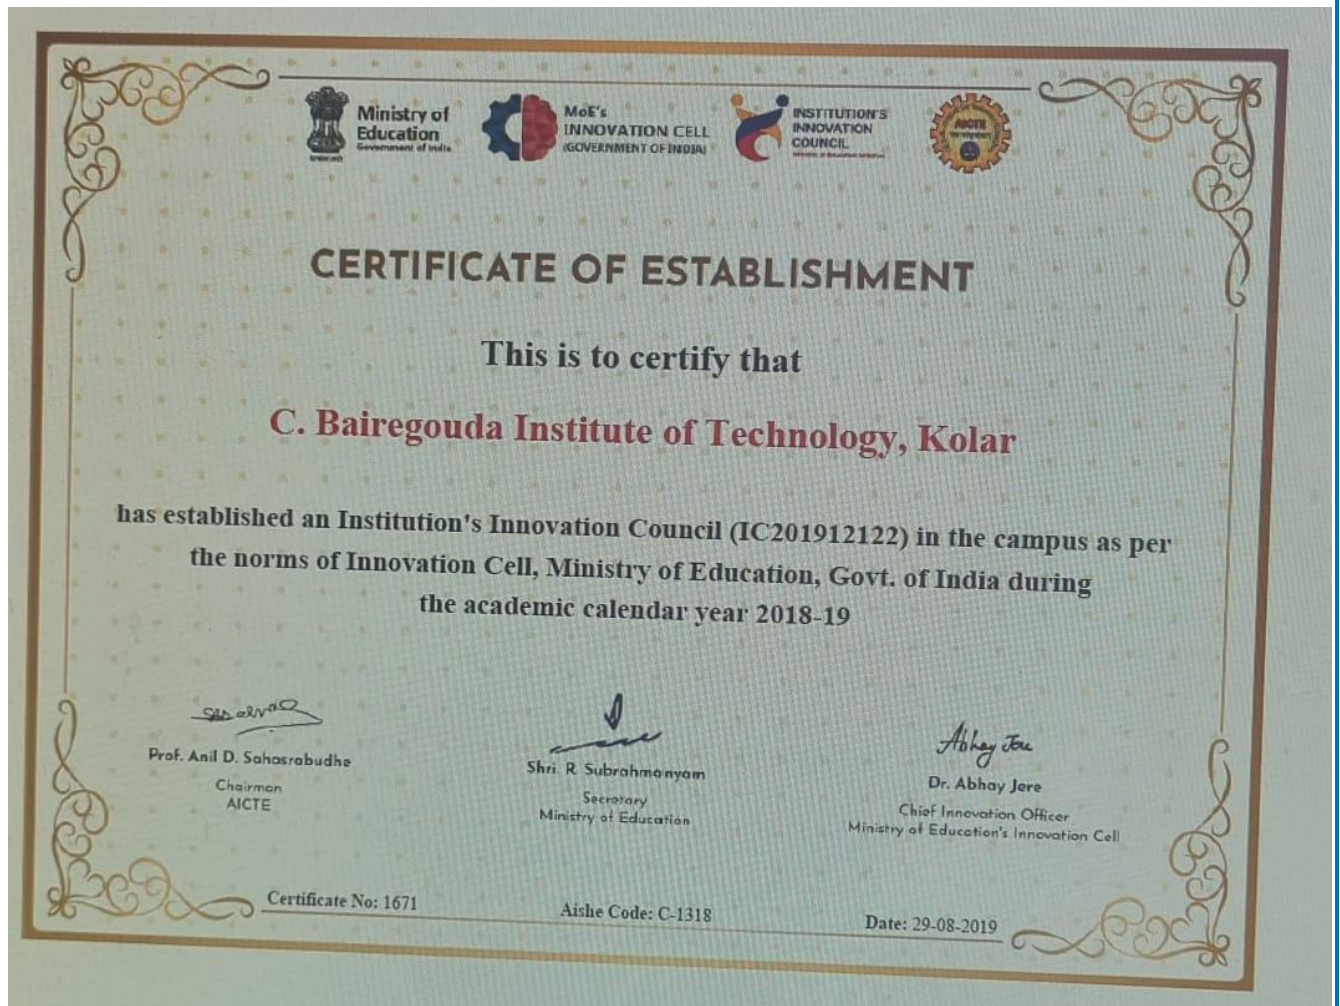 Ministry of
Education
Government of India
MoE's
INNOVATION CELL
(GOVERNMENT OF INDIA)
INSTITUTION'S
INNOVATION
COUNCIL
AICTE
CERTIFICATE OF ESTABLISHMENT
This is to certify that
C. Bairegouda Institute of Technology, Kolar
has established an Institution's Innovation Council (IC201912122) in the campus as per
the norms of Innovation Cell, Ministry of Education, Govt. of India during
the academic calendar year 2018-19
Prof. Anil D. Sahasrabudhe
Chairman
AICTE
Shri. R Subrahmanyam
Secretary
Ministry of Education
Abhay Jere
Dr. Abhay Jere
Chief Innovation Officer
Ministry of Education's Innovation Cell
Certificate No: 1671
Aishe Code: C-1318
Date: 29-08-2019